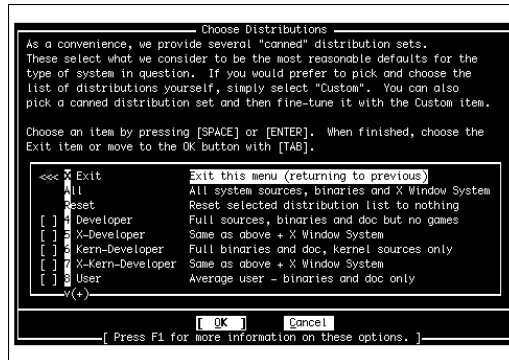 Choose Distributions
As a convenience, we provide several "canned" distribution sets.
These select what we consider to be the most reasonable defaults for the
type of system in question.  If you would prefer to pick and choose the
list of distributions yourself, simply select "Custom".  You can also
pick a canned distribution set and then fine-tune it with the Custom item.
Choose an item by pressing [SPACE] or [ENTER].  When finished, choose the
Exit item or move to the OK button with [TAB].
<<< X Exit Exit this menu (returning to previous)
All All system sources, binaries and X Window System
Reset Reset selected distribution list to nothing
[ ] 4 Developer Full sources, binaries and doc but no games
[ ] 5 X-Developer Same as above + X Window System
[ ] 6 Kern-Developer Full binaries and doc, kernel sources only
[ ] 7 X-Kern-Developer Same as above + X Window System
[ ] 8 User Average user - binaries and doc only
v(+)
[ OK ] Cancel
[ Press F1 for more information on these options. ]